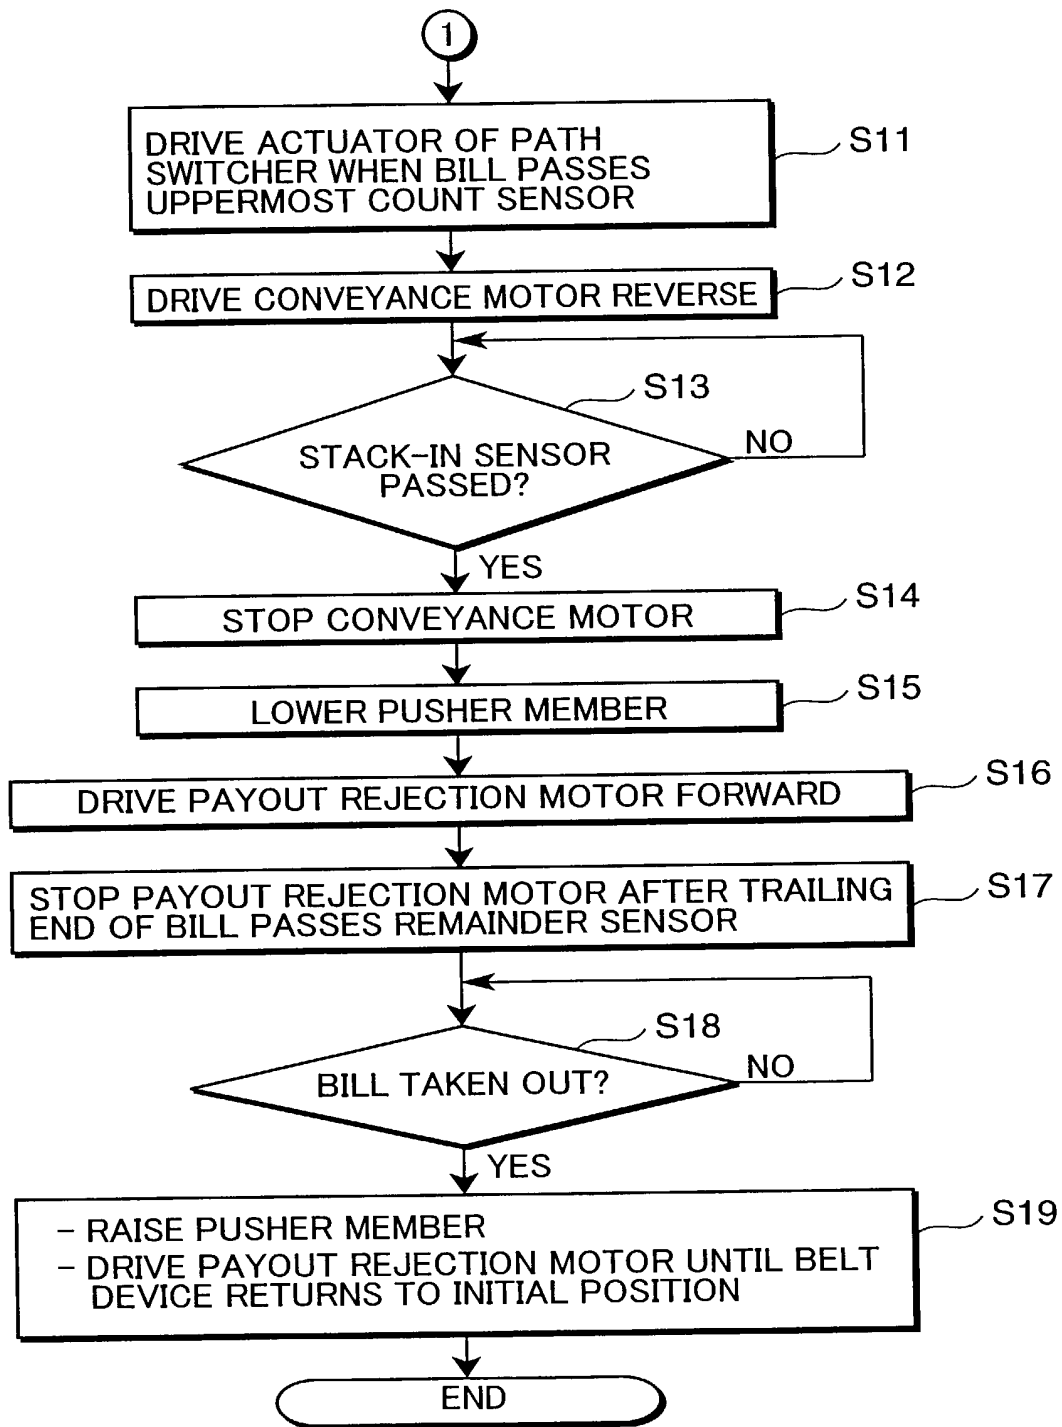 1
DRIVE ACTUATOR OF PATH
SWITCHER WHEN BILL PASSES
UPPERMOST COUNT SENSOR
S11
DRIVE CONVEYANCE MOTOR REVERSE
S12
S13
STACK-IN SENSOR
PASSED?
NO
YES
STOP CONVEYANCE MOTOR
S14
LOWER PUSHER MEMBER
S15
DRIVE PAYOUT REJECTION MOTOR FORWARD
S16
STOP PAYOUT REJECTION MOTOR AFTER TRAILING
END OF BILL PASSES REMAINDER SENSOR
S17
S18
BILL TAKEN OUT?
NO
YES
- RAISE PUSHER MEMBER
- DRIVE PAYOUT REJECTION MOTOR UNTIL BELT
DEVICE RETURNS TO INITIAL POSITION
S19
END